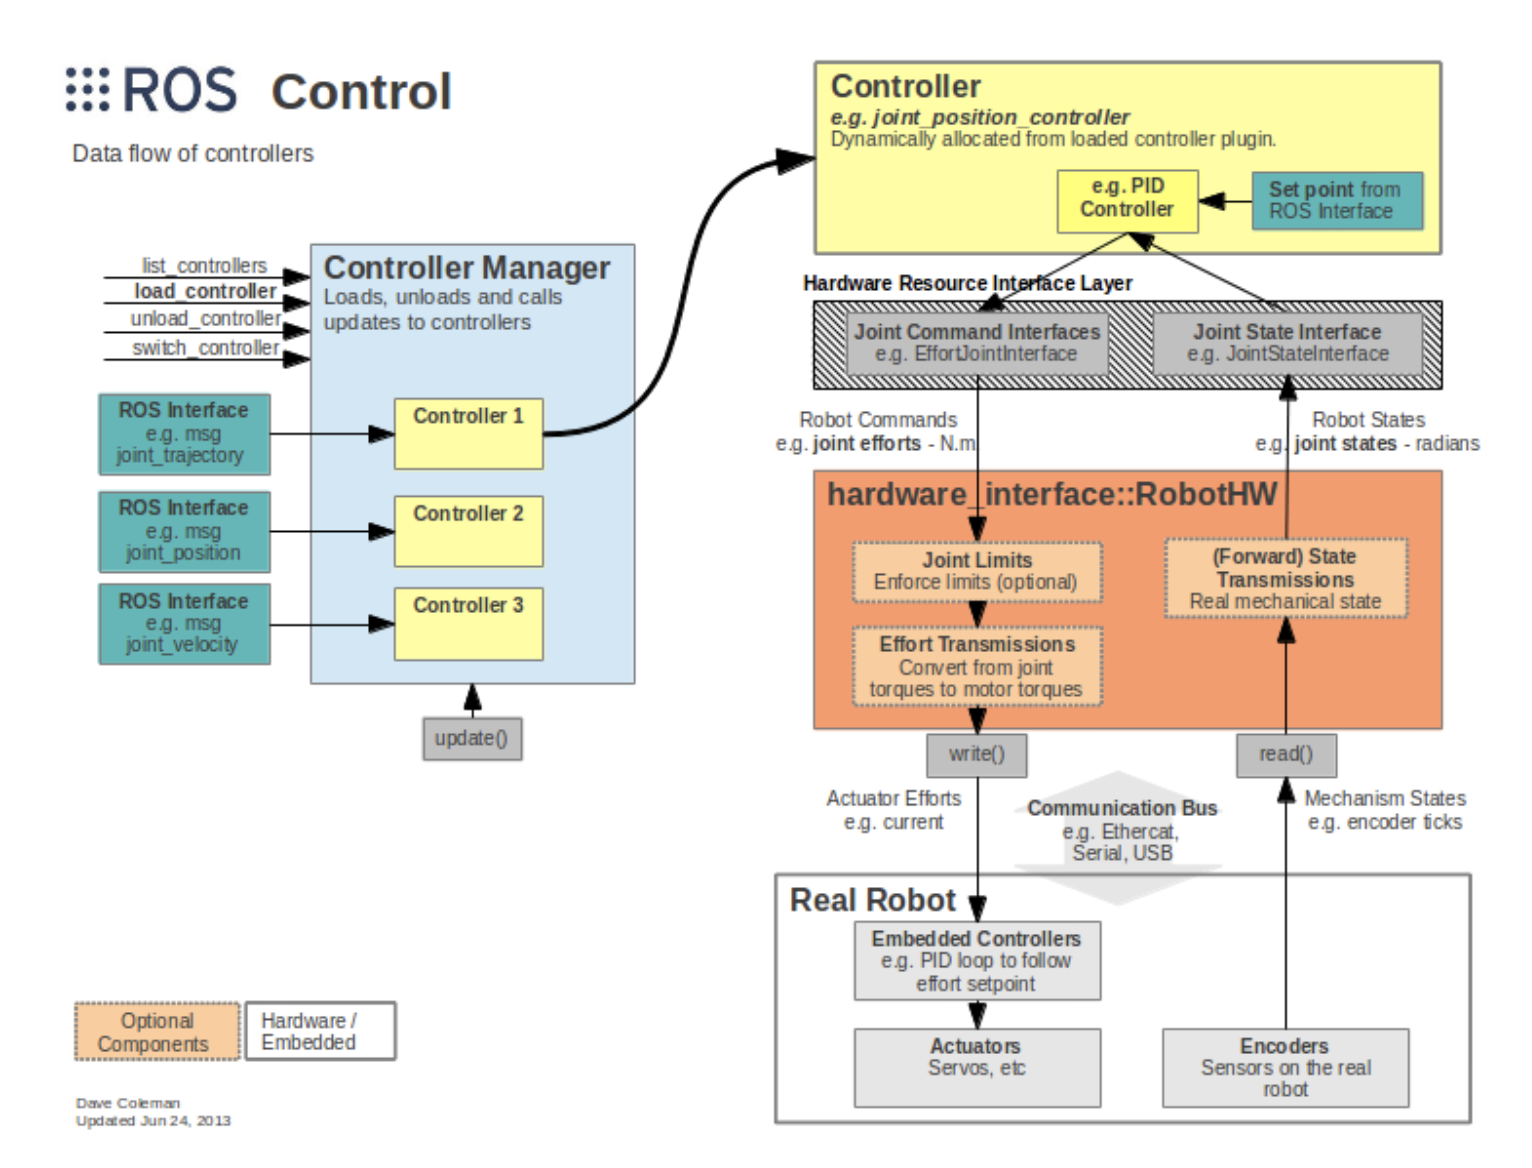 ROS Control
Data flow of controllers
list_controllers
load_controller
unload_controller
switch_controller
Controller Manager
Loads, unloads and calls
updates to controllers
ROS Interface
e.g. msg
joint_trajectory
Controller 1
ROS Interface
e.g. msg
joint_position
Controller 2
ROS Interface
e.g. msg
joint_velocity
Controller 3
update()
Controller
e.g. joint_position_controller
Dynamically allocated from loaded controller plugin.
e.g. PID
Controller
Set point from
ROS Interface
Hardware Resource Interface Layer
Joint Command Interfaces
e.g. EffortJointInterface
Joint State Interface
e.g. JointStateInterface
Robot Commands
e.g. joint efforts - N.m
Robot States
e.g. joint states - radians
hardware_interface::RobotHW
Joint Limits
Enforce limits (optional)
Effort Transmissions
Convert from joint
torques to motor torques
(Forward) State
Transmissions
Real mechanical state
write()
read()
Actuator Efforts
e.g. current
Communication Bus
e.g. Ethercat,
Serial, USB
Mechanism States
e.g. encoder ticks
Real Robot
Embedded Controllers
e.g. PID loop to follow
effort setpoint
Actuators
Servos, etc
Encoders
Sensors on the real
robot
Optional
Components
Hardware /
Embedded
Dave Coleman
Updated Jun 24, 2013